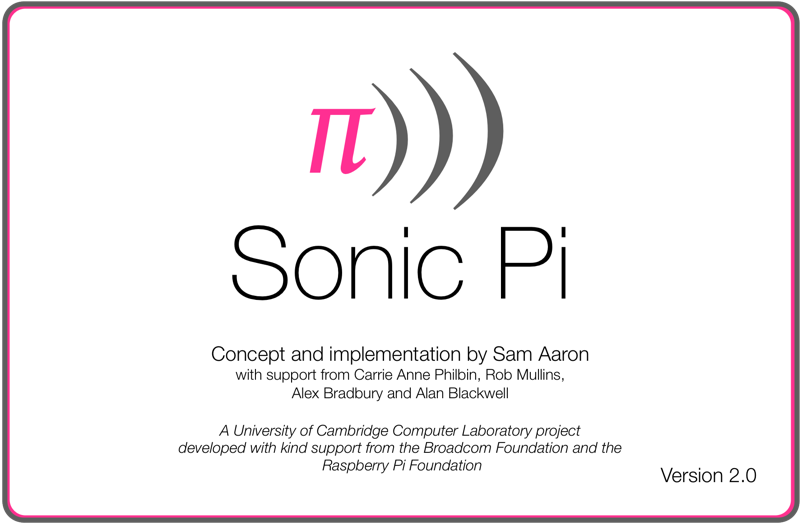 π
Sonic Pi
Concept and implementation by Sam Aaron
with support from Carrie Anne Philbin, Rob Mullins,
Alex Bradbury and Alan Blackwell
A University of Cambridge Computer Laboratory project
developed with kind support from the Broadcom Foundation and the
Raspberry Pi Foundation
Version 2.0